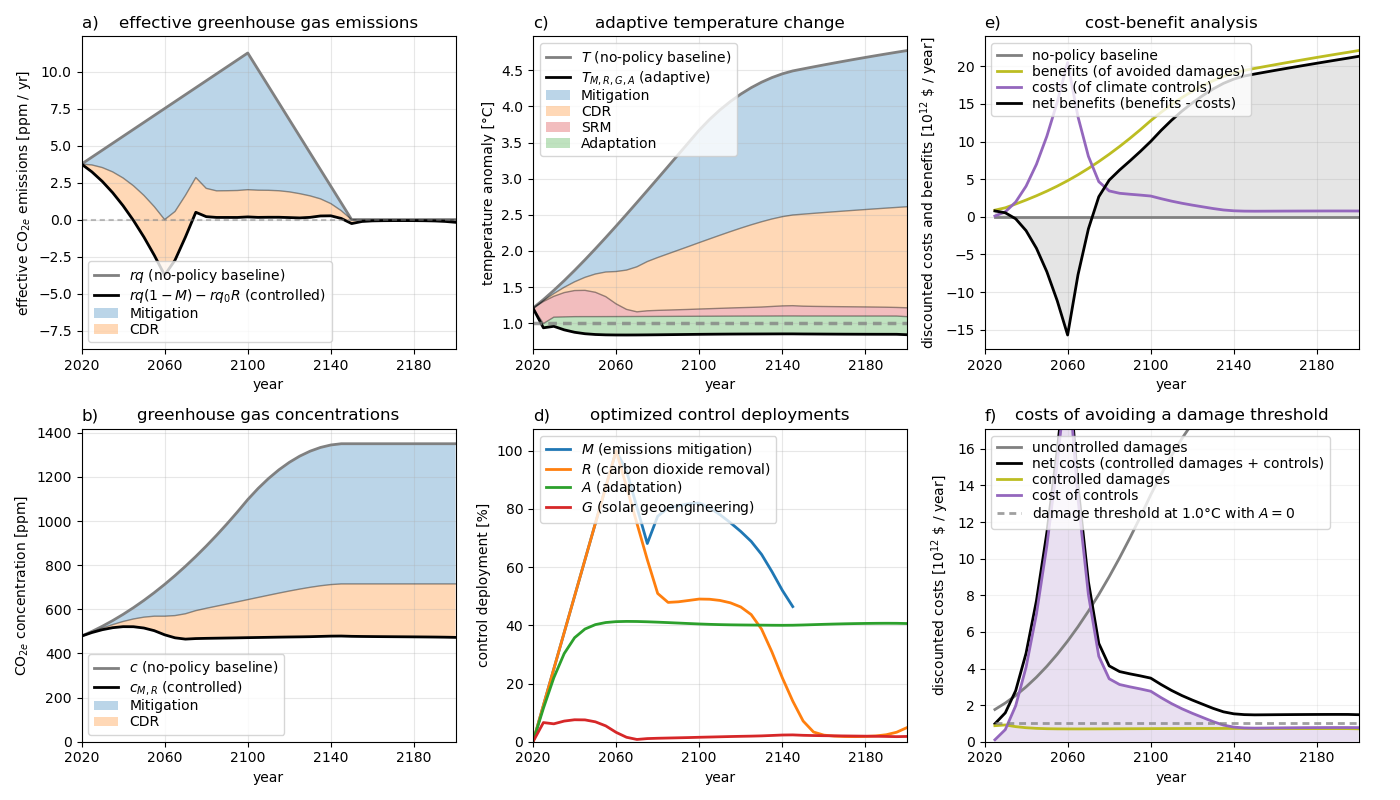 a) effective greenhouse gas emissions
effective CO₂ₑ emissions [ppm / yr]
10.0
7.5
5.0
2.5
0.0
−2.5
−5.0
−7.5
rq (no-policy baseline)
rq(1 − M) − rq₀R (controlled)
Mitigation
CDR
2020 2060 2100 2140 2180
year
c) adaptive temperature change
temperature anomaly [°C]
4.5
4.0
3.5
3.0
2.5
2.0
1.5
1.0
T (no-policy baseline)
T_{M, R, G, A} (adaptive)
Mitigation
CDR
SRM
Adaptation
2020 2060 2100 2140 2180
year
e) cost-benefit analysis
discounted costs and benefits [10¹² $ / year]
20
15
10
5
0
−5
−10
−15
no-policy baseline
benefits (of avoided damages)
costs (of climate controls)
net benefits (benefits - costs)
2020 2060 2100 2140 2180
year
b) greenhouse gas concentrations
CO₂ₑ concentration [ppm]
1400
1200
1000
800
600
400
200
0
c (no-policy baseline)
c_{M, R} (controlled)
Mitigation
CDR
2020 2060 2100 2140 2180
year
d) optimized control deployments
control deployment [%]
100
80
60
40
20
0
M (emissions mitigation)
R (carbon dioxide removal)
A (adaptation)
G (solar geoengineering)
2020 2060 2100 2140 2180
year
f) costs of avoiding a damage threshold
discounted costs [10¹² $ / year]
16
14
12
10
8
6
4
2
0
uncontrolled damages
net costs (controlled damages + controls)
controlled damages
cost of controls
damage threshold at 1.0°C with A = 0
2020 2060 2100 2140 2180
year